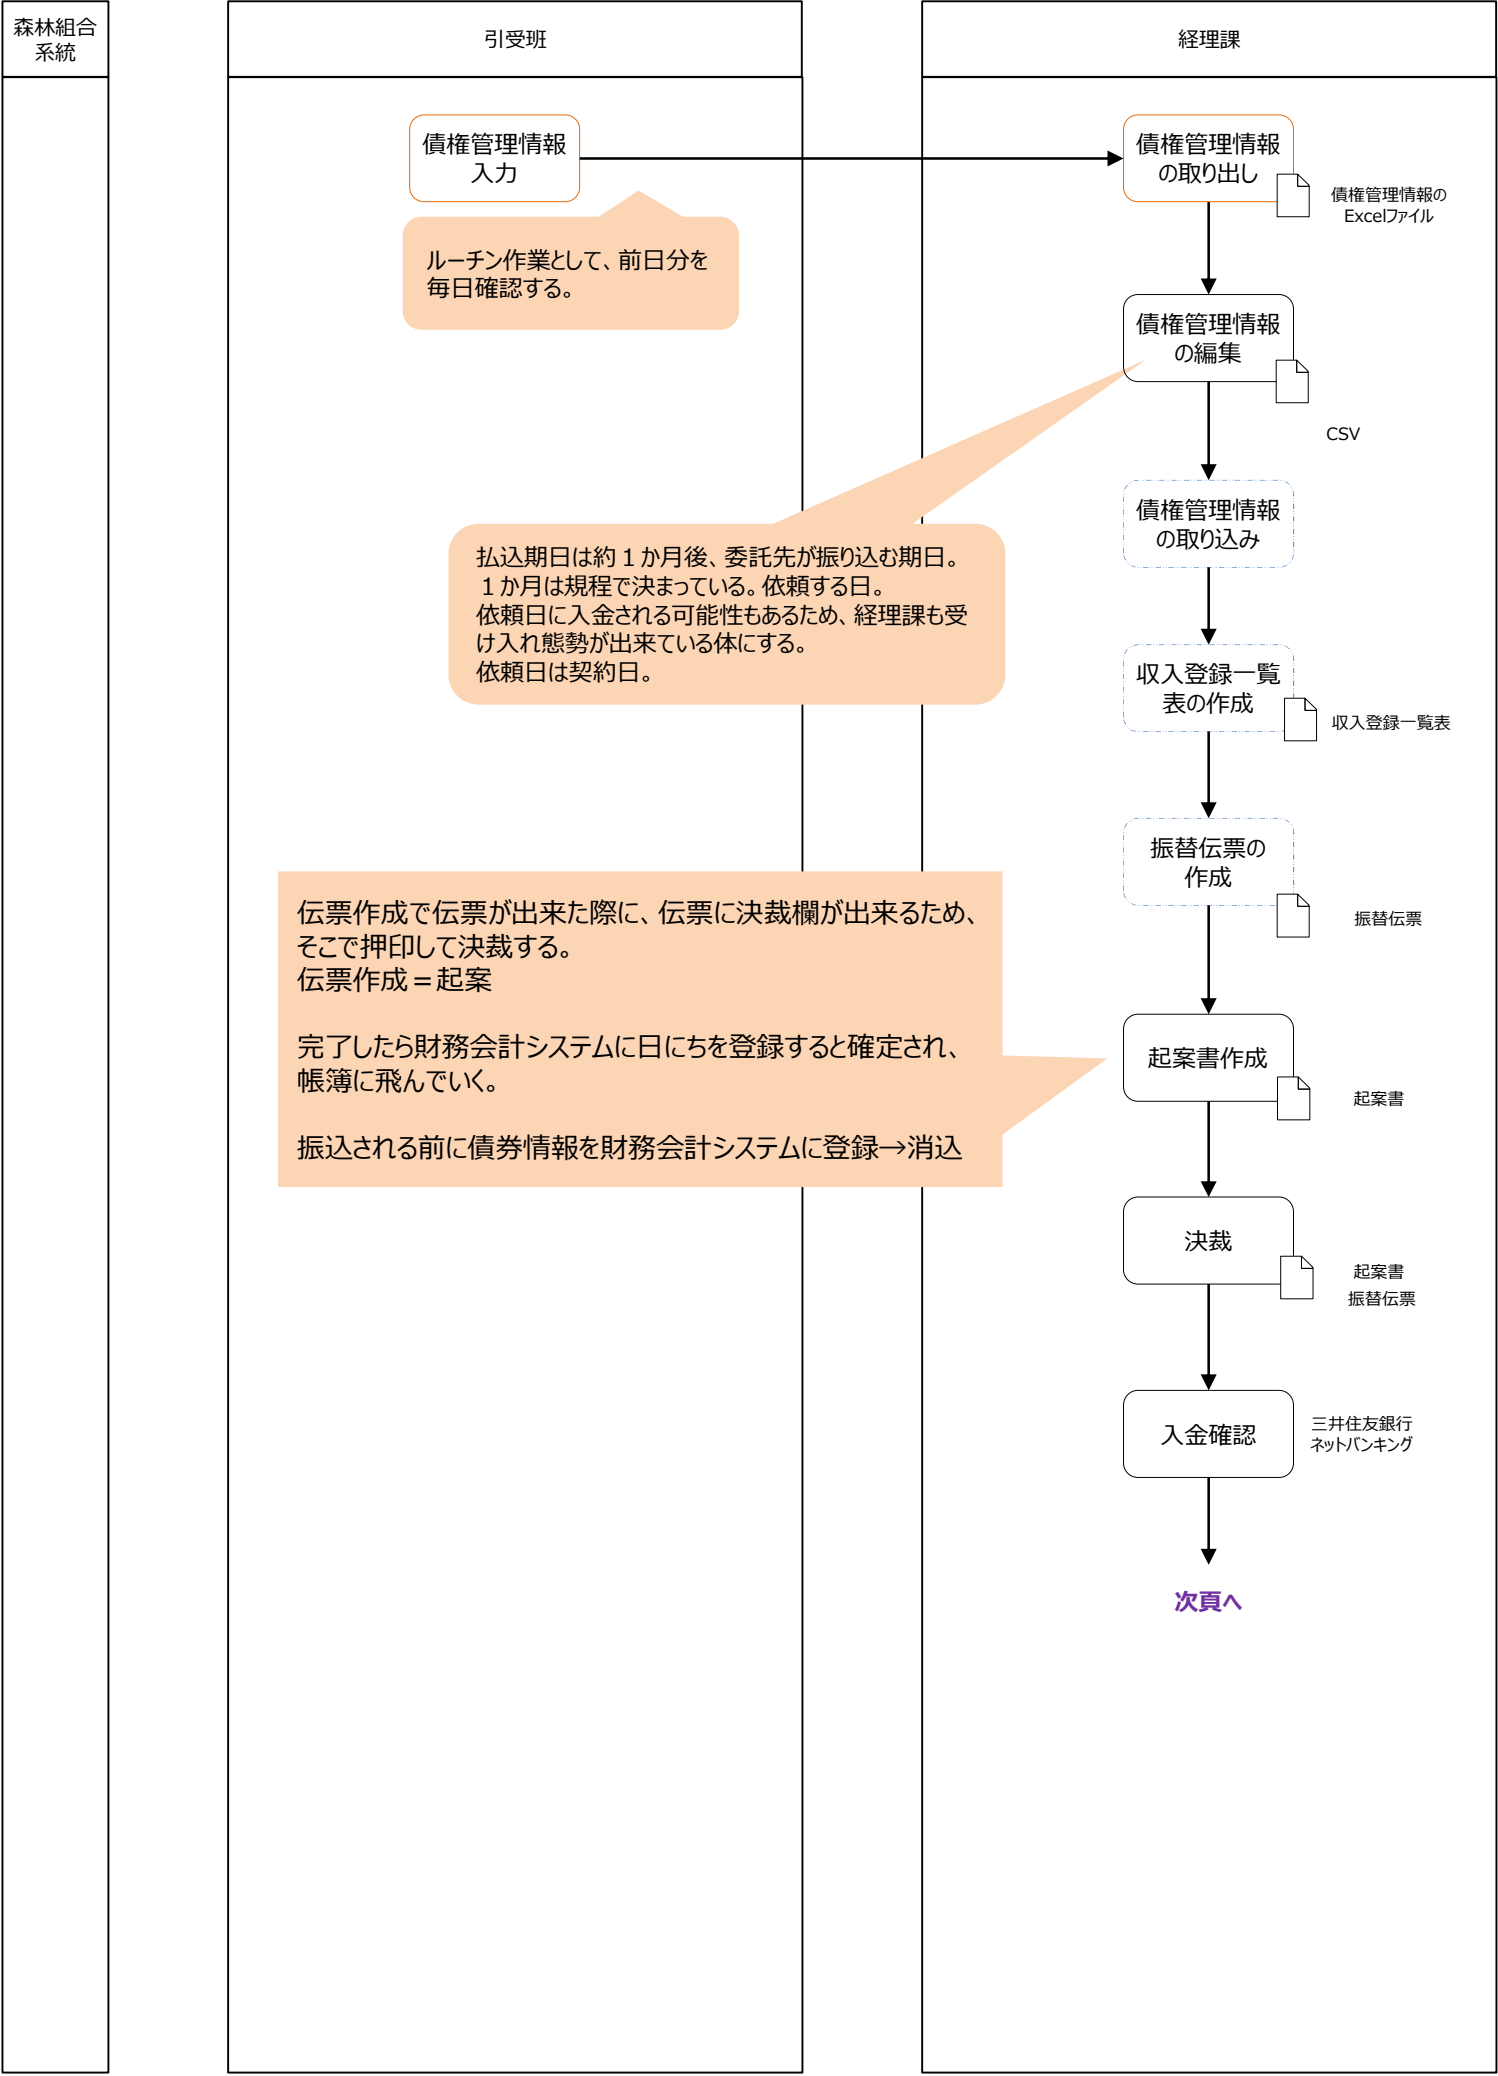 森林組合
系統
引受班
経理課
債権管理情報
入力
債権管理情報
の取り出し
債権管理情報の
Excelファイル
ルーチン作業として、前日分を
毎日確認する。
債権管理情報
の編集
CSV
債権管理情報
の取り込み
払込期日は約１か月後、委託先が振り込む期日。
１か月は規程で決まっている。依頼する日。
依頼日に入金される可能性もあるため、経理課も受
け入れ態勢が出来ている体にする。
依頼日は契約日。
収入登録一覧
表の作成
収入登録一覧表
振替伝票の
作成
振替伝票
伝票作成で伝票が出来た際に、伝票に決裁欄が出来るため、
そこで押印して決裁する。
伝票作成＝起案
完了したら財務会計システムに日にちを登録すると確定され、
帳簿に飛んでいく。
振込される前に債券情報を財務会計システムに登録→消込
起案書作成
起案書
決裁
起案書
振替伝票
入金確認
三井住友銀行
ネットバンキング
次頁へ